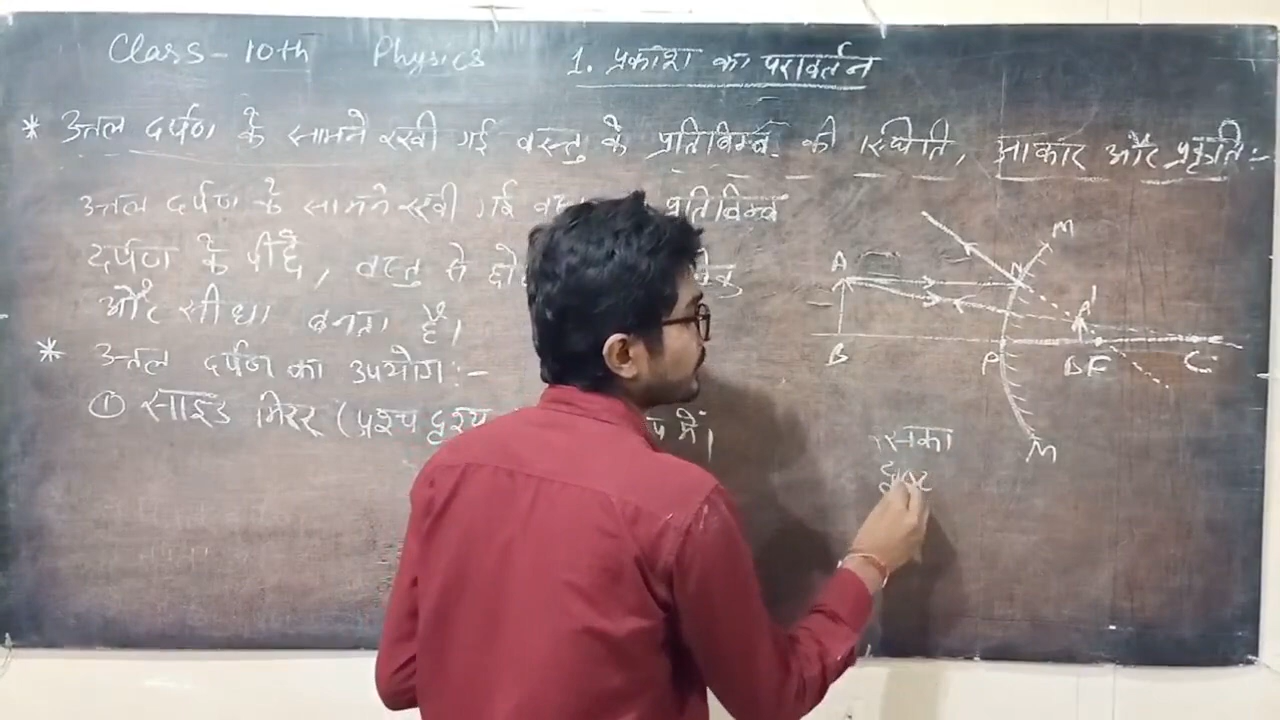 Class - 10th Physics 1. प्रकाश का परावर्तन
* उत्तल दर्पण के सामने रखी गई वस्तु के प्रतिबिम्ब की स्थिति, आकार और प्रकृति:-
उत्तल दर्पण के सामने रखी गई प्रतिबिम्ब
दर्पण के पीछे, वस्तु से
और सीधा बनता है।
* उत्तल दर्पण का उपयोग:-
① साइड मिरर (पश्च दृश्य में।
M
A N
A'
B P B' F C
M